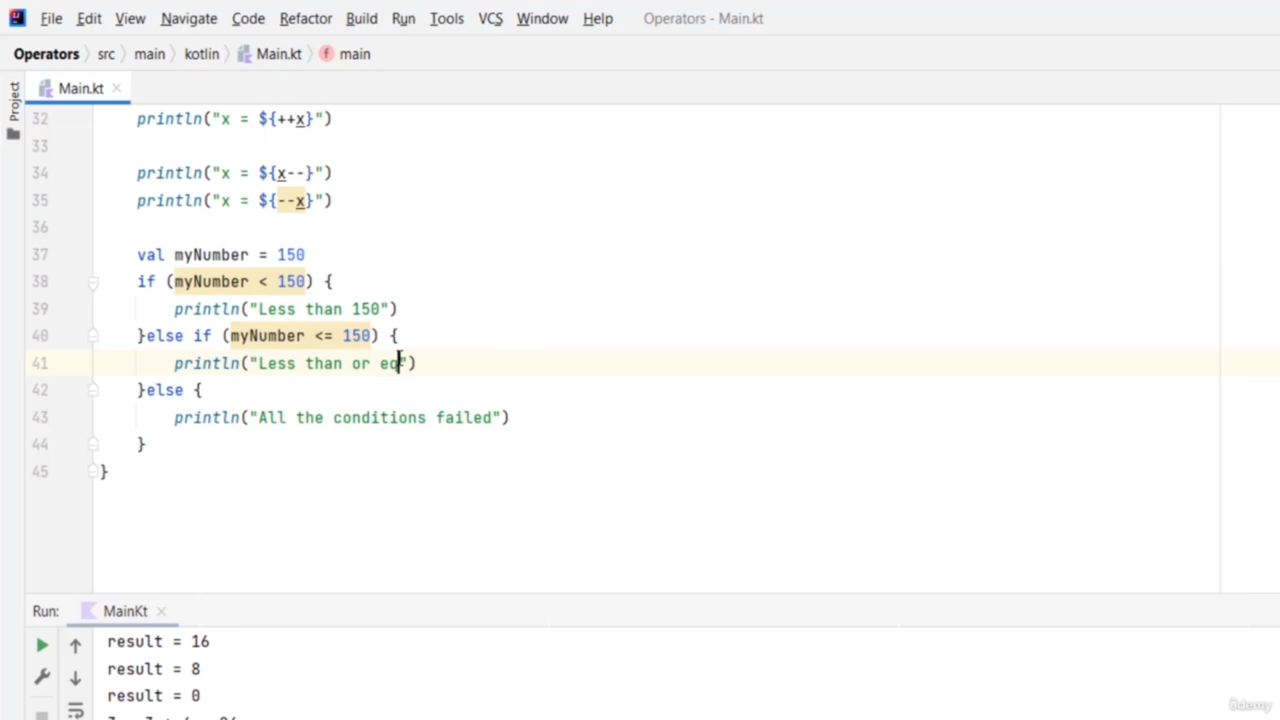 File Edit View Navigate Code Refactor Build Run Tools VCS Window Help Operators - Main.kt
Operators src main kotlin Main.kt main
Project
Main.kt
32 println("x = ${++x}")
33
34 println("x = ${x--}")
35 println("x = ${--x}")
36
37 val myNumber = 150
38 if (myNumber < 150) {
39 println("Less than 150")
40 }else if (myNumber <= 150) {
41 println("Less than or eq")
42 }else {
43 println("All the conditions failed")
44 }
45 }
Run: MainKt
result = 16
result = 8
result = 0
ûdemy